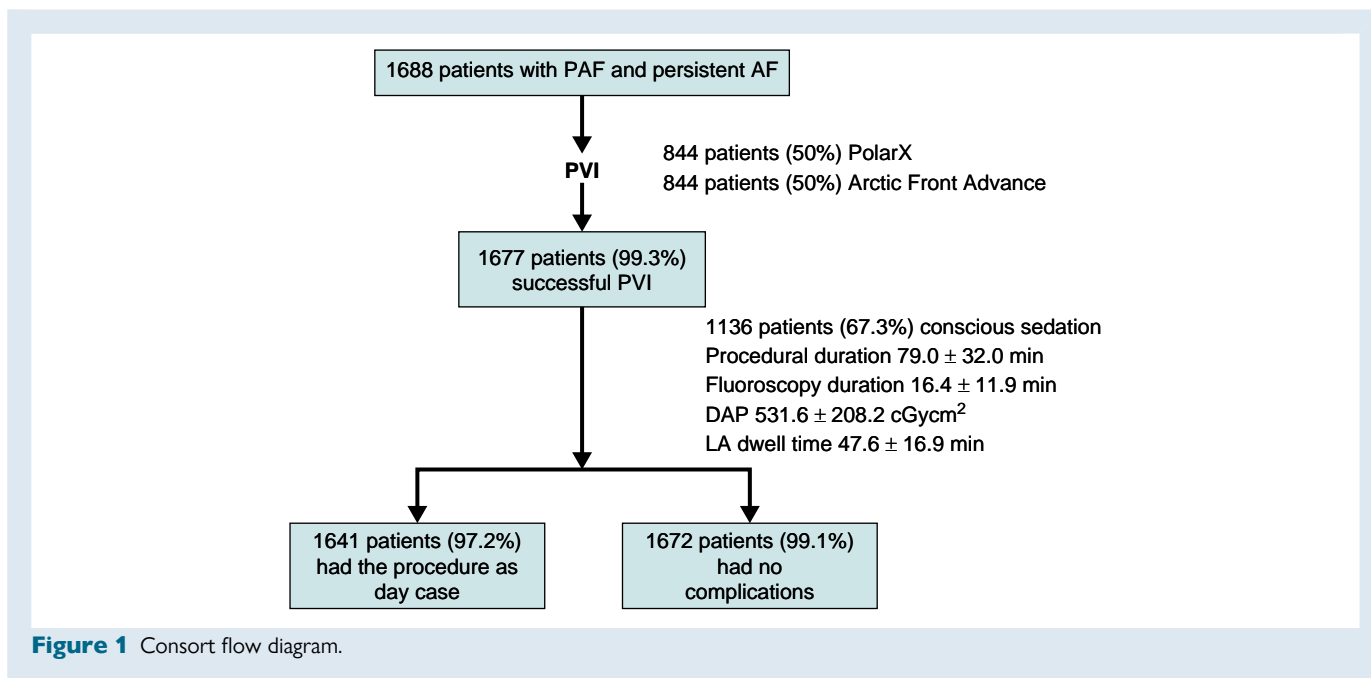 1688 patients with PAF and persistent AF
PVI
844 patients (50%) PolarX
844 patients (50%) Arctic Front Advance
1677 patients (99.3%)
successful PVI
1136 patients (67.3%) conscious sedation
Procedural duration 79.0 ± 32.0 min
Fluoroscopy duration 16.4 ± 11.9 min
DAP 531.6 ± 208.2 cGycm²
LA dwell time 47.6 ± 16.9 min
1641 patients (97.2%)
had the procedure as
day case
1672 patients (99.1%)
had no
complications
Figure 1 Consort flow diagram.